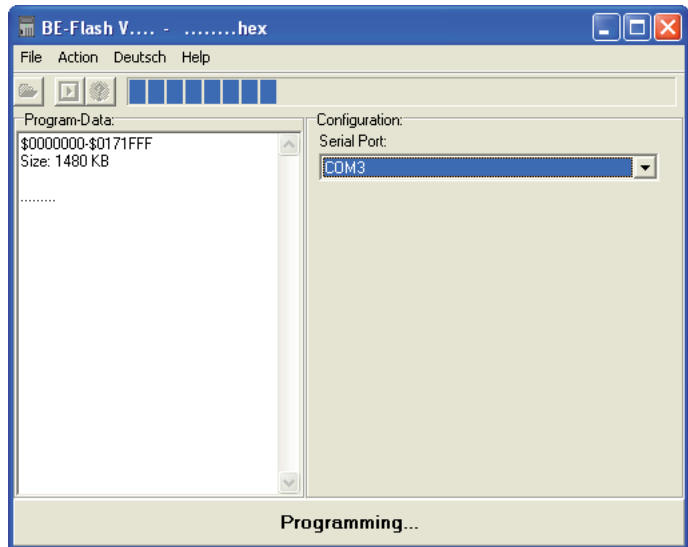 BE-Flash V.... - ........hex
File Action Deutsch Help
Program-Data:
$0000000-$0171FFF
Size: 1480 KB
.........
Configuration:
Serial Port:
COM3
Programming...